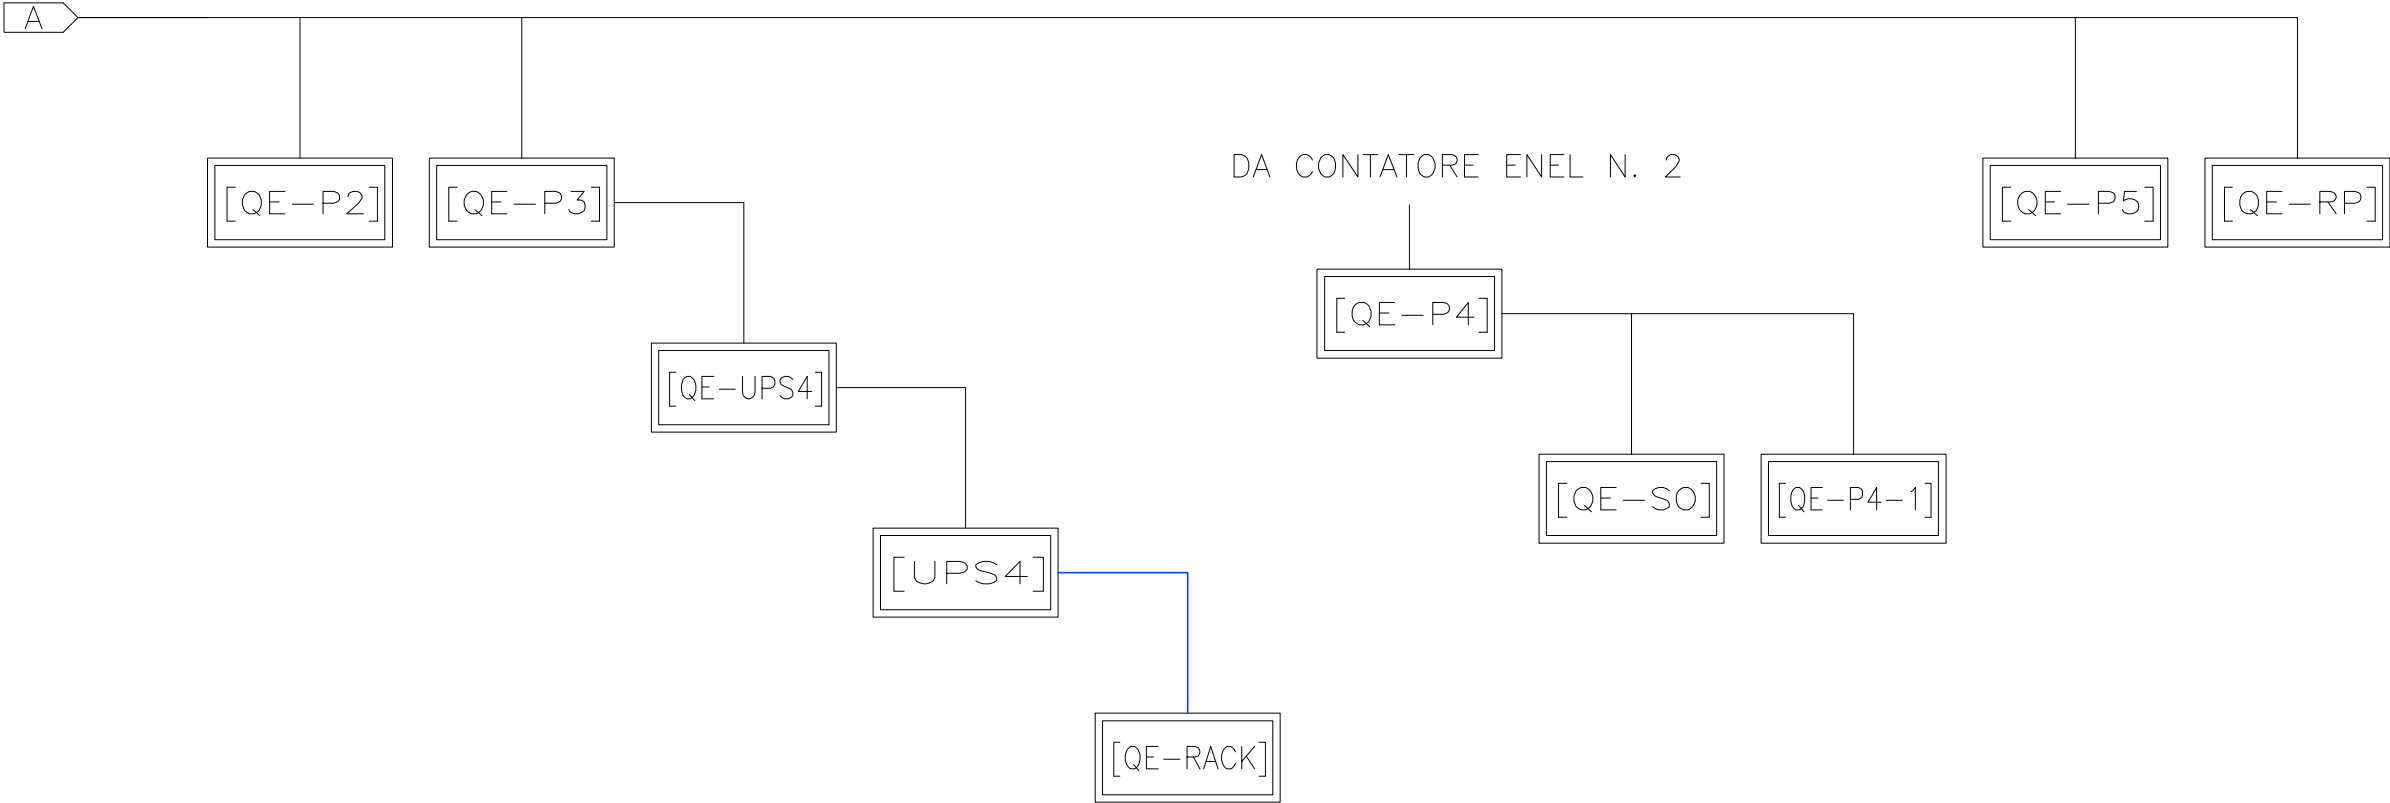 A
DA CONTATORE ENEL N. 2
[QE-P2]
[QE-P3]
[QE-P5]
[QE-RP]
[QE-P4]
[QE-UPS4]
[QE-SO]
[QE-P4-1]
[UPS4]
[QE-RACK]